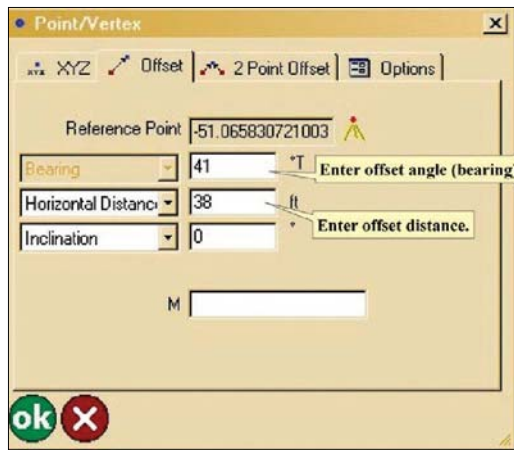 Point/Vertex
XYZ XYZ Offset 2 Point Offset Options
Reference Point -51.065830721003
Bearing 41 °T Enter offset angle (bearing)
Horizontal Distanc 38 ft
Enter offset distance.
Inclination 0 °
M
ok